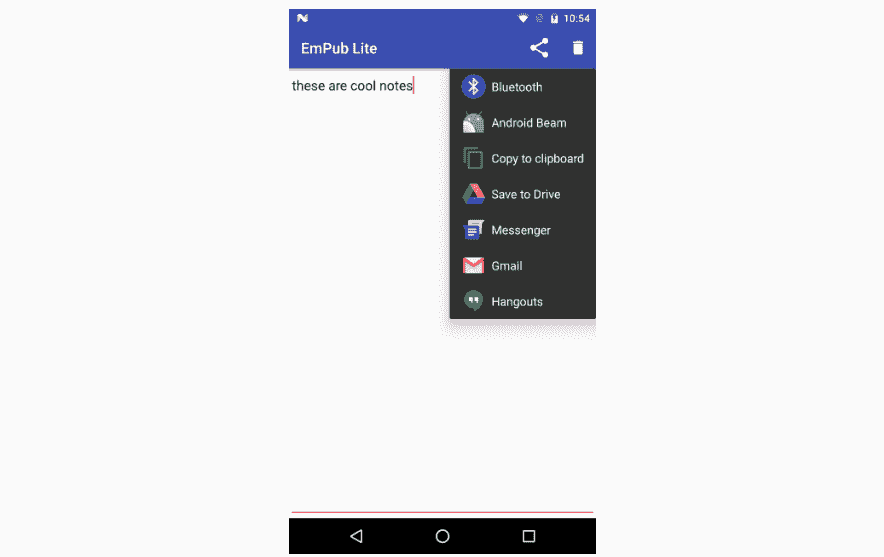 10:54
EmPub Lite
these are cool notes
Bluetooth
Android Beam
Copy to clipboard
Save to Drive
Messenger
Gmail
Hangouts